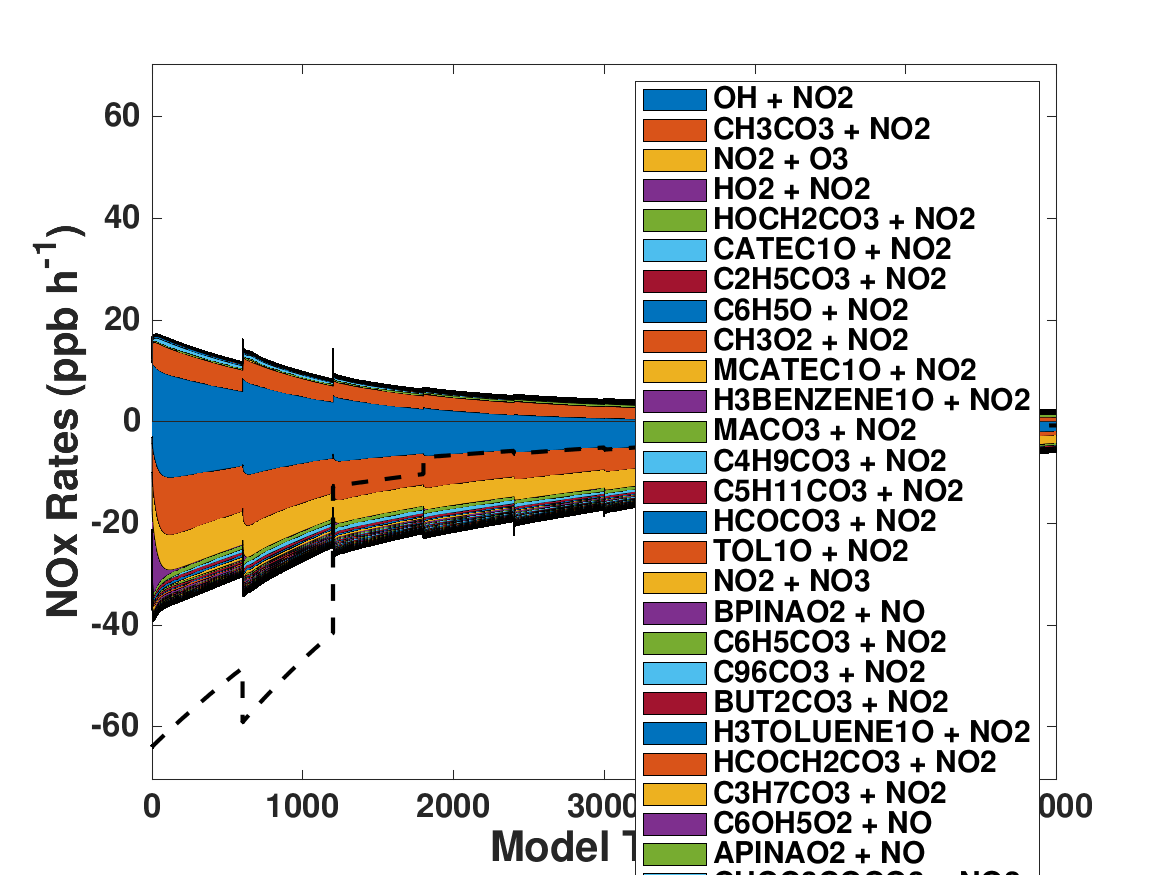 60
40
20
0
-20
-40
-60
NOx Rates (ppb h-1)
0 1000 2000 3000 000
Model T
OH + NO2
CH3CO3 + NO2
NO2 + O3
HO2 + NO2
HOCH2CO3 + NO2
CATEC1O + NO2
C2H5CO3 + NO2
C6H5O + NO2
CH3O2 + NO2
MCATEC1O + NO2
H3BENZENE1O + NO2
MACO3 + NO2
C4H9CO3 + NO2
C5H11CO3 + NO2
HCOCO3 + NO2
TOL1O + NO2
NO2 + NO3
BPINAO2 + NO
C6H5CO3 + NO2
C96CO3 + NO2
BUT2CO3 + NO2
H3TOLUENE1O + NO2
HCOCH2CO3 + NO2
C3H7CO3 + NO2
C6OH5O2 + NO
APINAO2 + NO